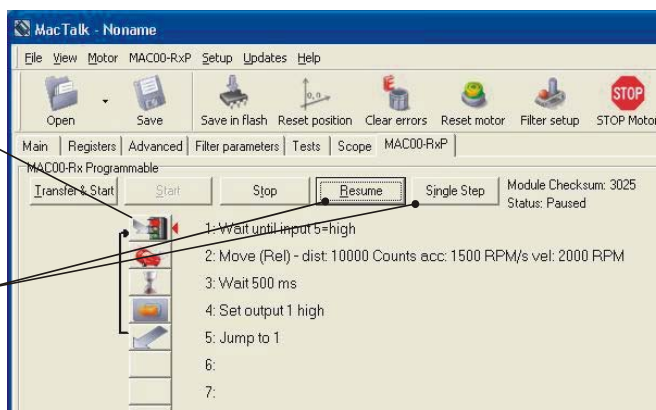 MacTalk - Noname
File View Motor MAC00-RxP Setup Updates Help
Open Save Save in flash Reset position Clear errors Reset motor Filter setup STOP Motor
0,0
E
STOP
Main Registers Advanced Filter parameters Tests Scope MAC00-RxP
MAC00-Rx Programmable
Transfer & Start Start Stop Resume Single Step Module Checksum: 3025
Status: Paused
1: Wait until input 5=high
2: Move (Rel) - dist: 10000 Counts acc: 1500 RPM/s vel: 2000 RPM
3: Wait 500 ms
4: Set output 1 high
5: Jump to 1
6:
7: